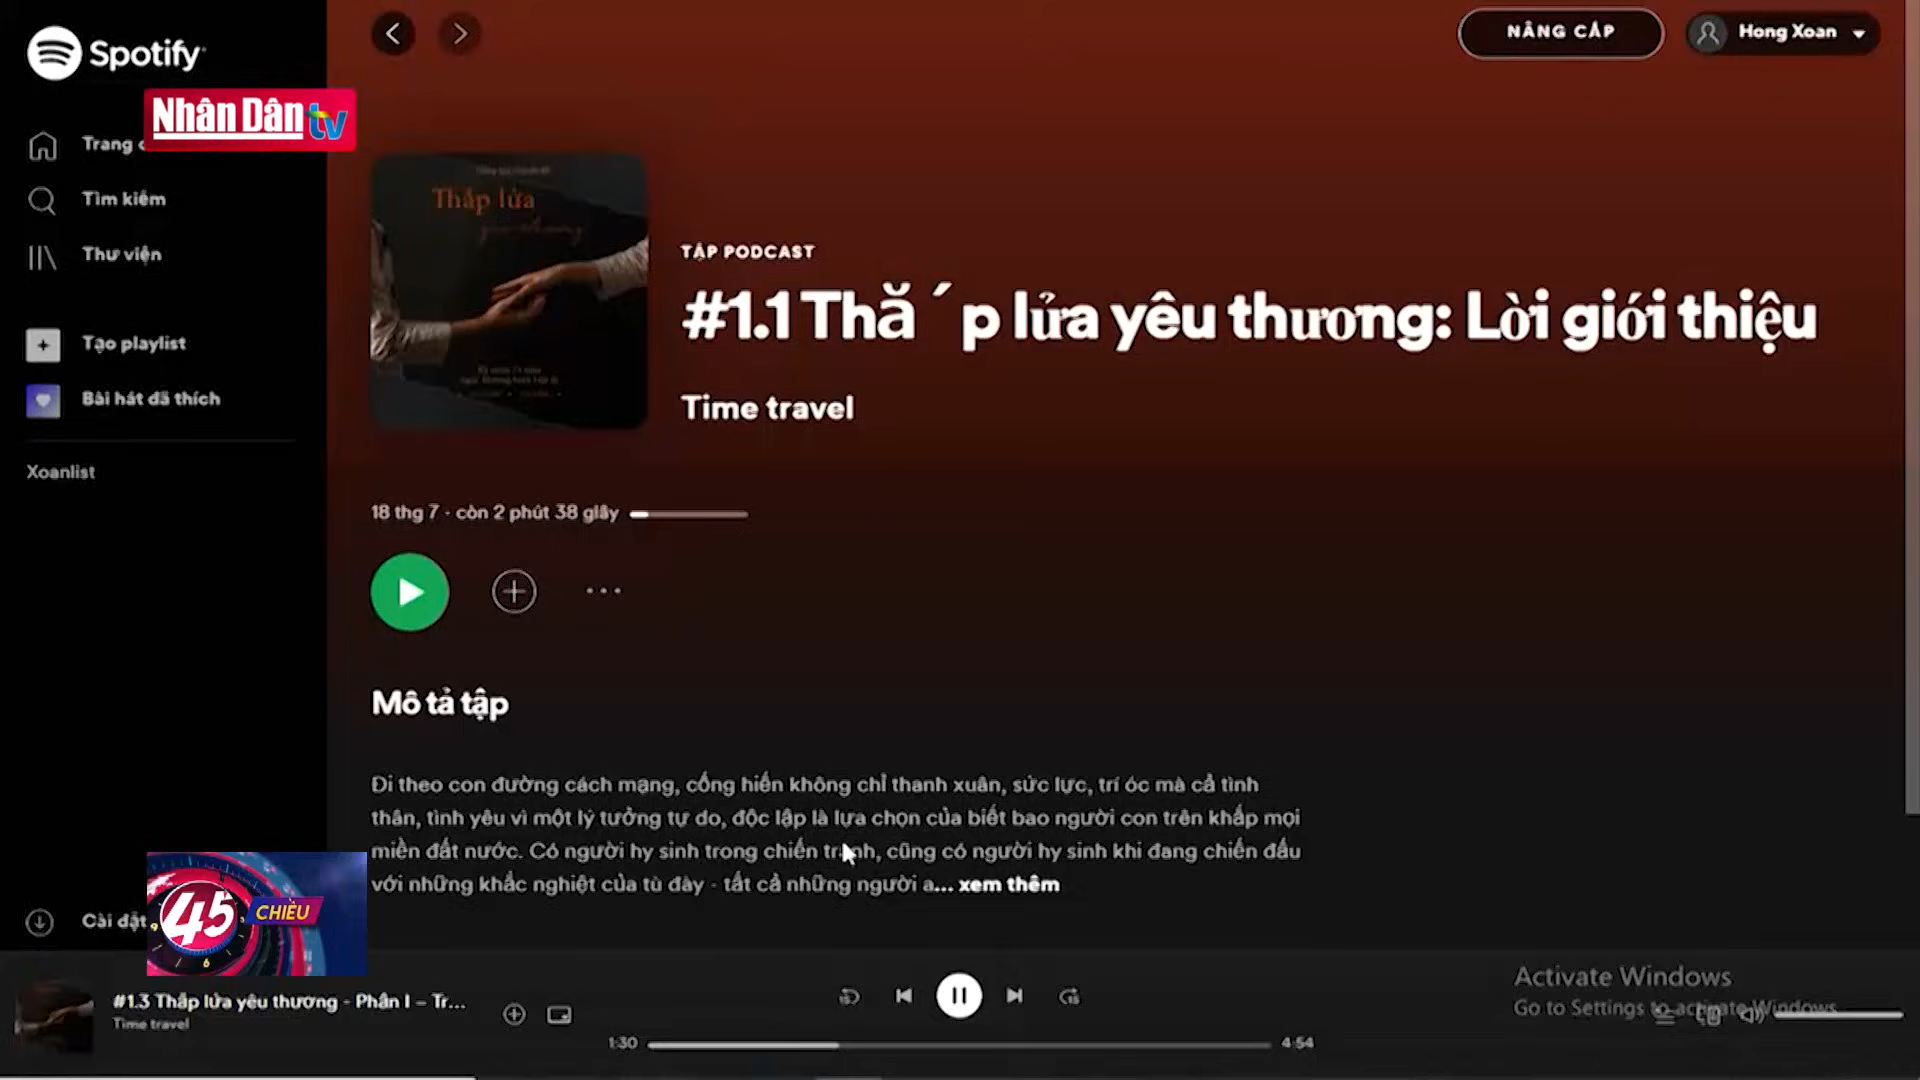 Spotify
NÂNG CẤP
Hong Xoan
Nhân Dân tv
Trang c
Tìm kiếm
Thư viện
Tạo playlist
Bài hát đã thích
Xoanlist
Thắp lửa
yêu thương
TẬP PODCAST
#1.1 Thắp lửa yêu thương: Lời giới thiệu
Time travel
18 thg 7 - còn 2 phút 38 giây
Mô tả tập
Đi theo con đường cách mạng, cống hiến không chỉ thanh xuân, sức lực, trí óc mà cả tình
thân, tình yêu vì một lý tưởng tự do, độc lập là lựa chọn của biết bao người con trên khắp mọi
miền đất nước. Có người hy sinh trong chiến tranh, cũng có người hy sinh khi đang chiến đấu
với những khắc nghiệt của tù đày - tất cả những người a... xem thêm
Cài đặt
45 CHIỀU
#1.3 Thắp lửa yêu thương - Phần I – Tr...
Time travel
1:30
4:54
Activate Windows
Go to Settings to activate Windows.